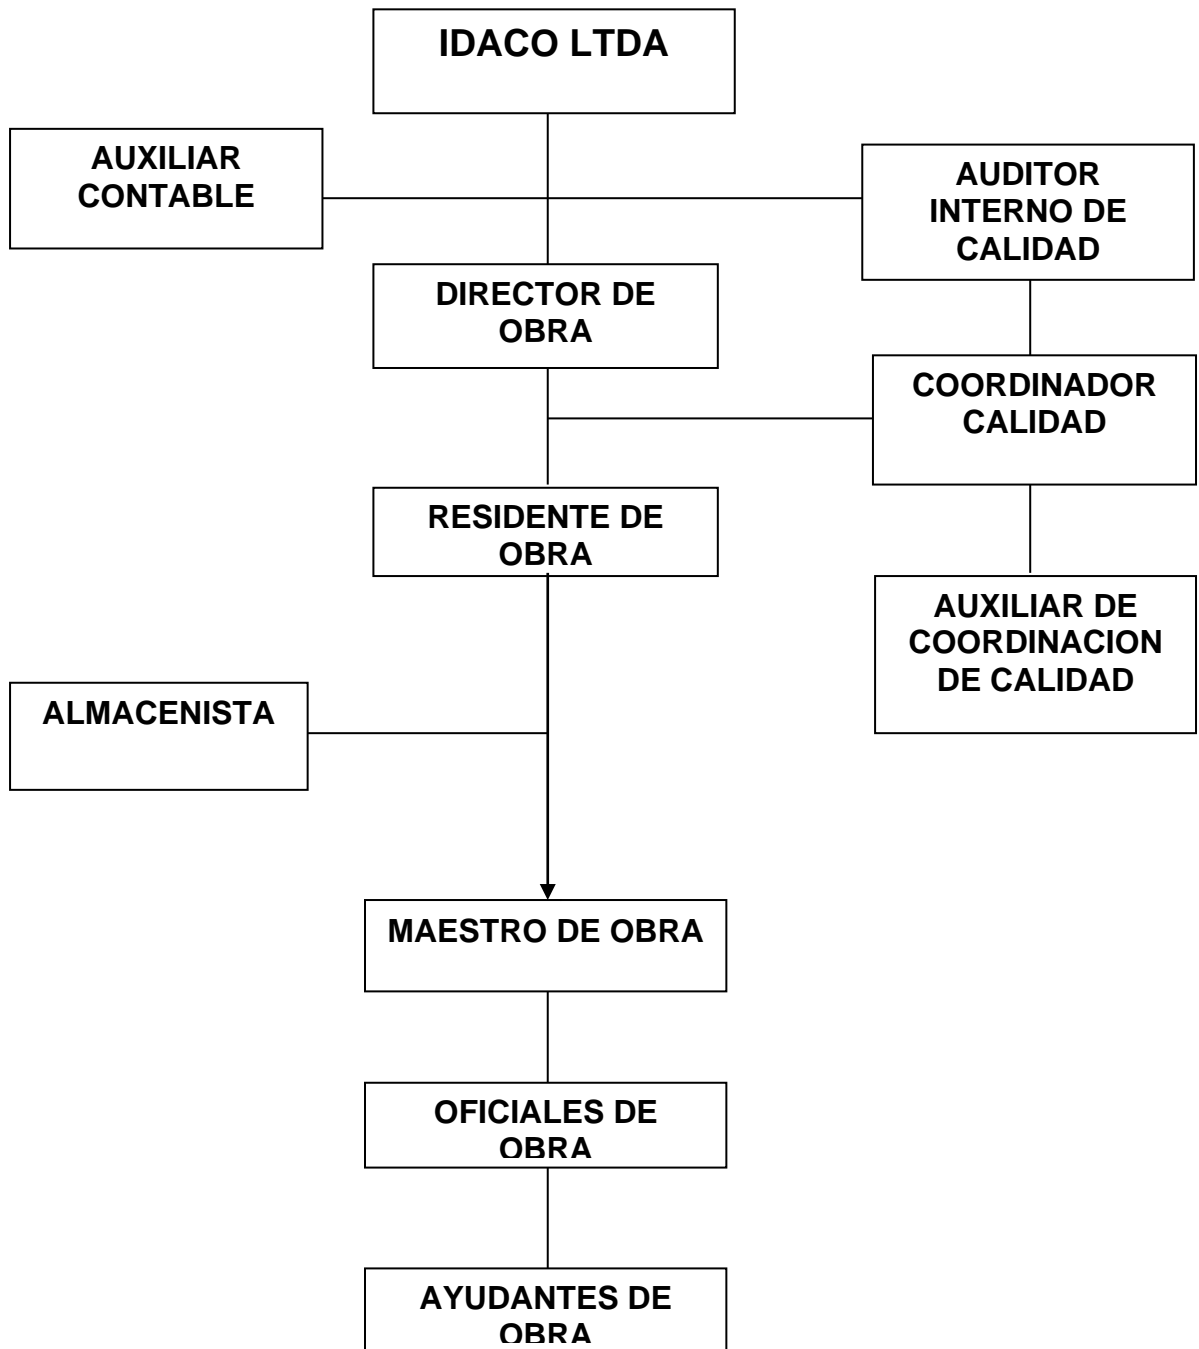 IDACO LTDA
AUXILIAR
CONTABLE
AUDITOR
INTERNO DE
CALIDAD
DIRECTOR DE
OBRA
COORDINADOR
CALIDAD
RESIDENTE DE
OBRA
AUXILIAR DE
COORDINACION
DE CALIDAD
ALMACENISTA
MAESTRO DE OBRA
OFICIALES DE
OBRA
AYUDANTES DE
OBRA